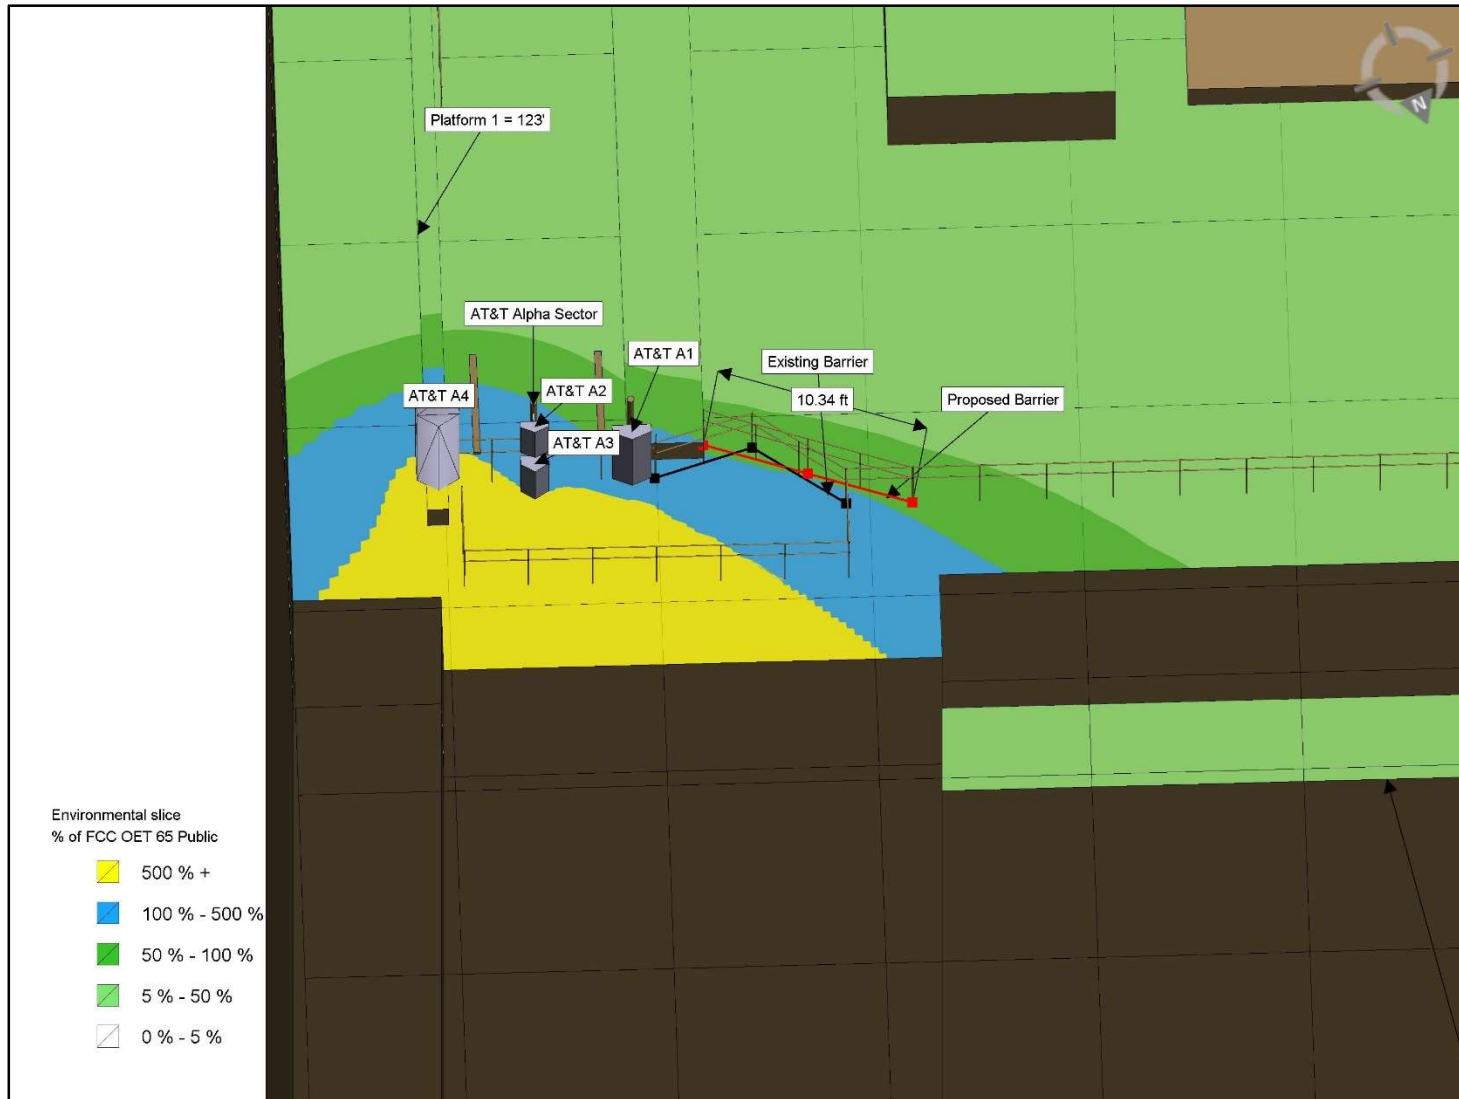 N
Platform 1 = 123'
AT&T Alpha Sector
AT&T A1
Existing Barrier
AT&T A4
AT&T A2
10.34 ft
Proposed Barrier
AT&T A3
Environmental slice
% of FCC OET 65 Public
500 % +
100 % - 500 %
50 % - 100 %
5 % - 50 %
0 % - 5 %